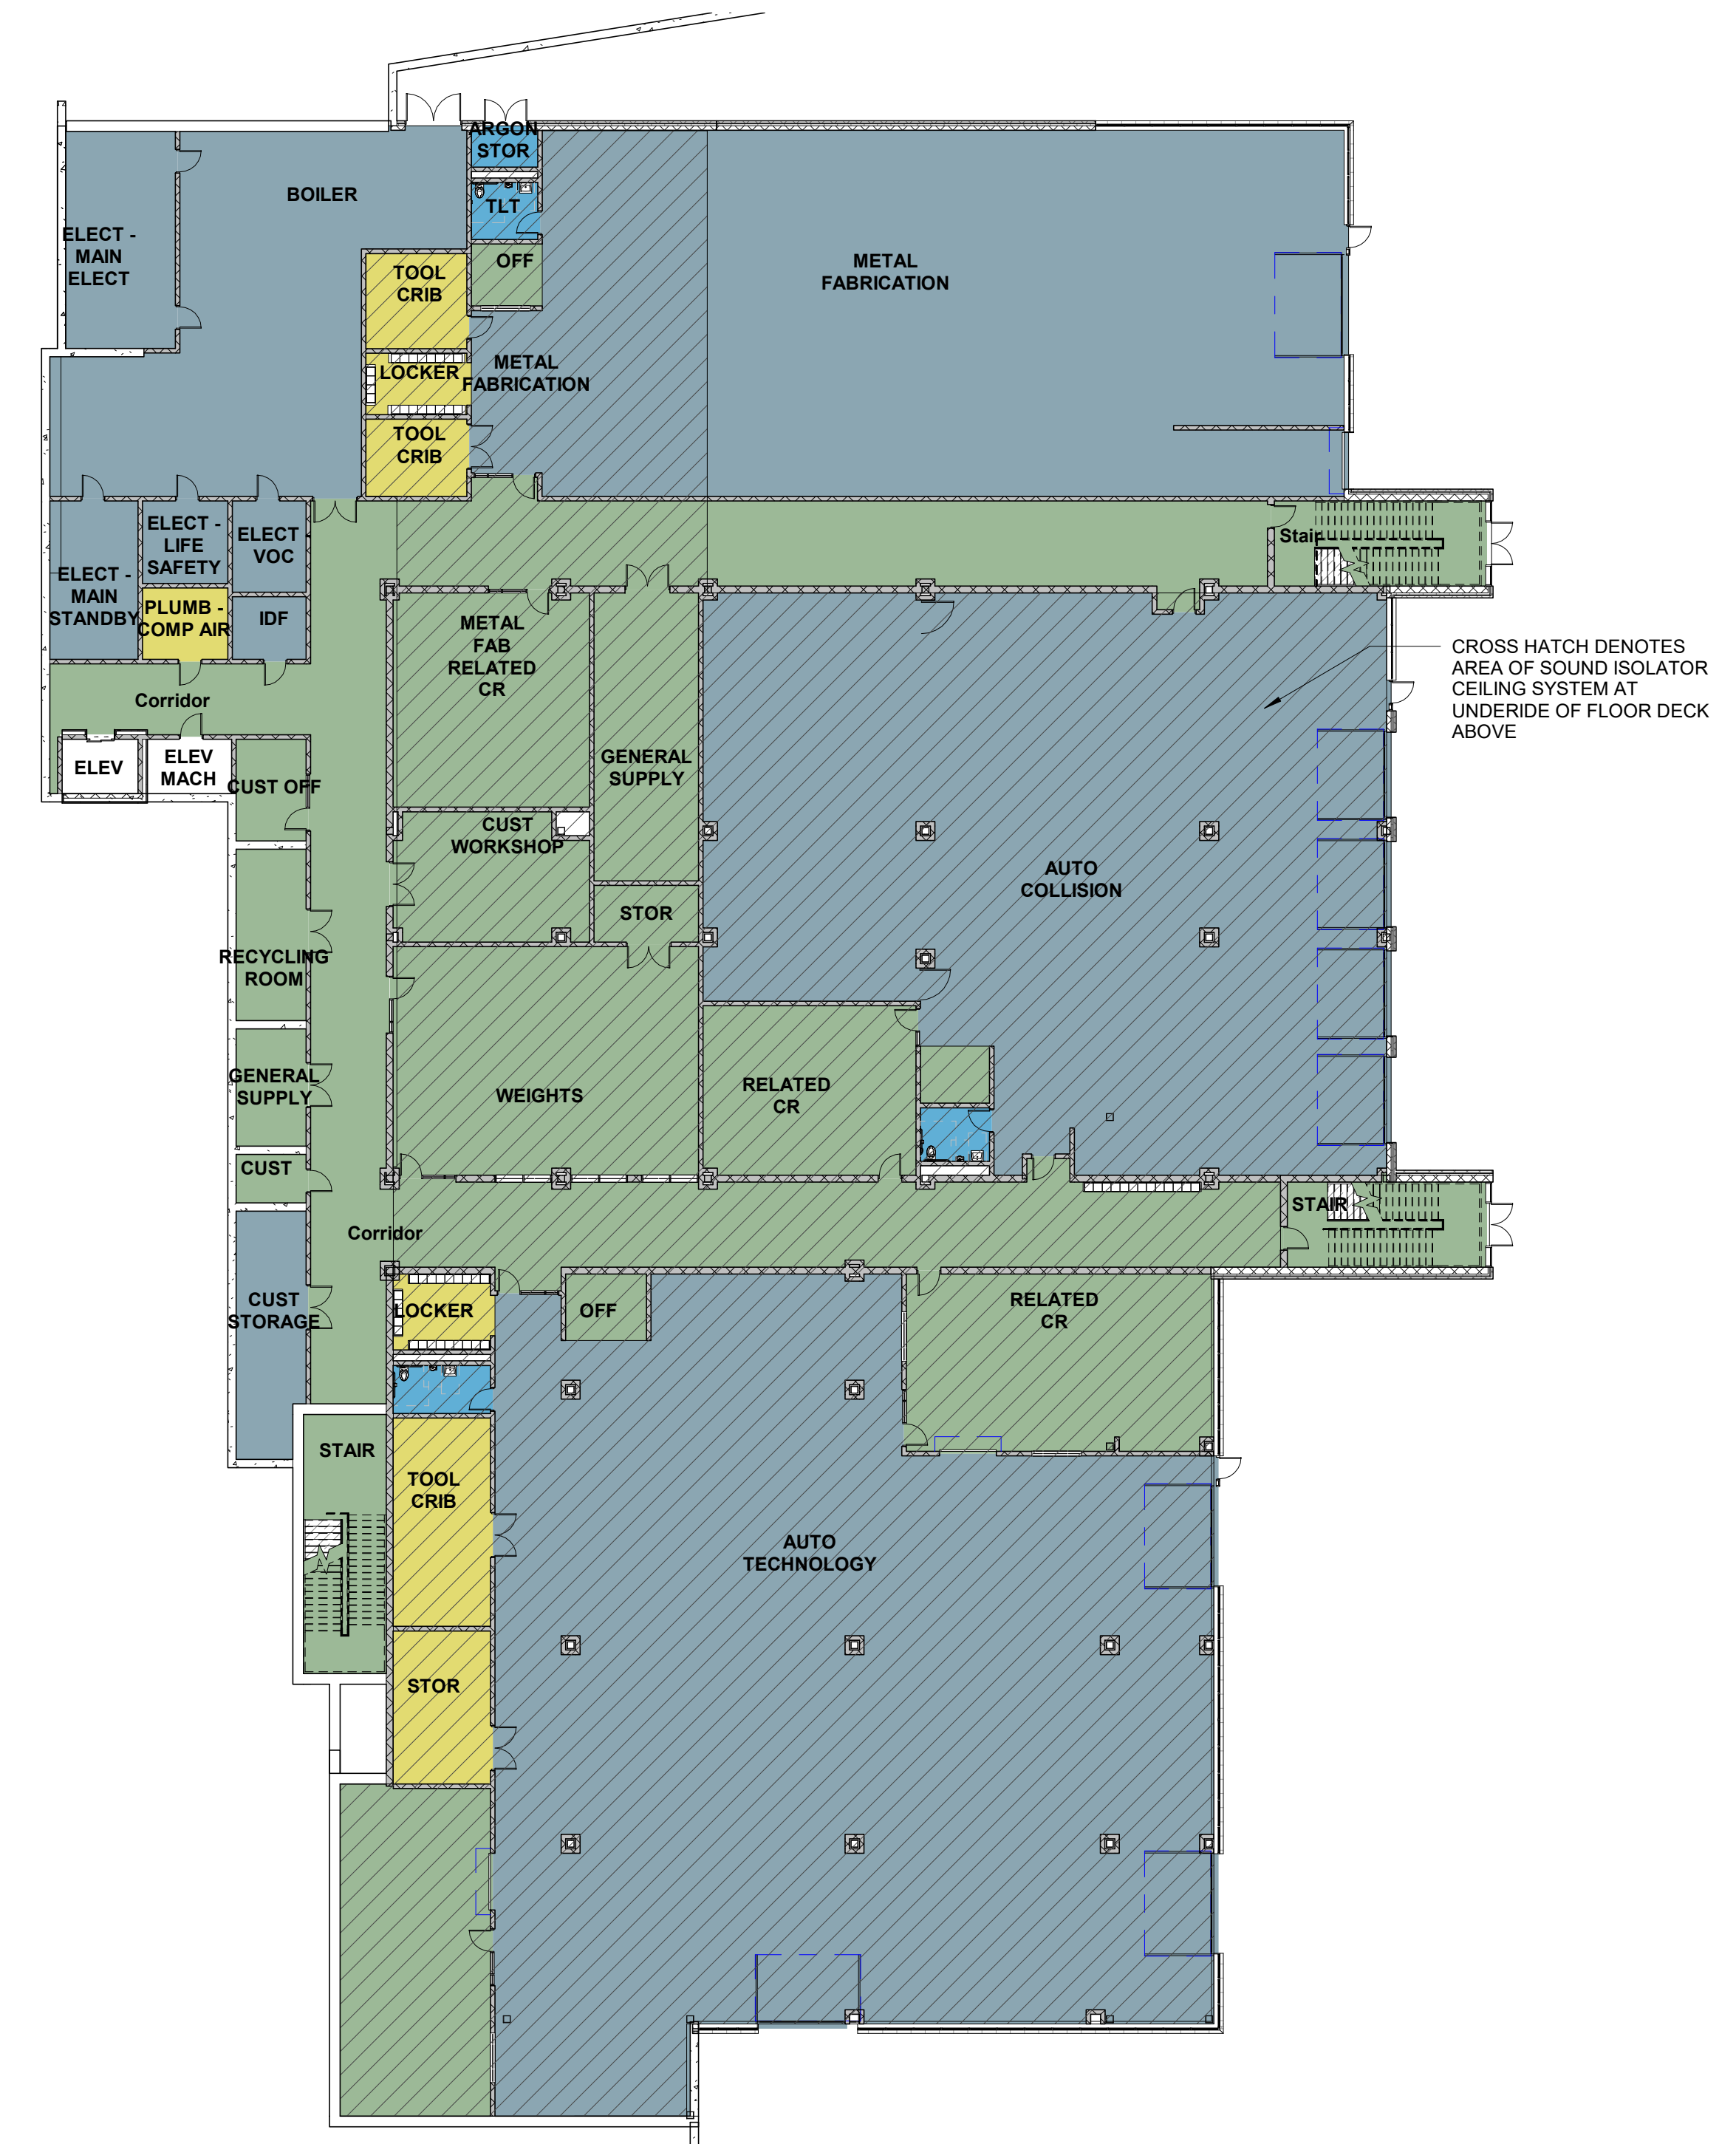 ARGON
STOR
BOILER
TLT
ELECT -
MAIN
ELECT
OFF
TOOL
CRIB
METAL
FABRICATION
LOCKER
METAL
FABRICATION
TOOL
CRIB
ELECT -
LIFE
SAFETY
ELECT
VOC
Stair
ELECT -
MAIN
STANDBY
PLUMB -
COMP AIR
IDF
METAL
FAB
RELATED
CR
CROSS HATCH DENOTES
AREA OF SOUND ISOLATOR
CEILING SYSTEM AT
UNDERIDE OF FLOOR DECK
ABOVE
Corridor
ELEV
ELEV
MACH
CUST OFF
GENERAL
SUPPLY
CUST
WORKSHOP
AUTO
COLLISION
STOR
RECYCLING
ROOM
GENERAL
SUPPLY
WEIGHTS
RELATED
CR
CUST
STAIR
Corridor
CUST
STORAGE
LOCKER
OFF
RELATED
CR
STAIR
TOOL
CRIB
AUTO
TECHNOLOGY
STOR